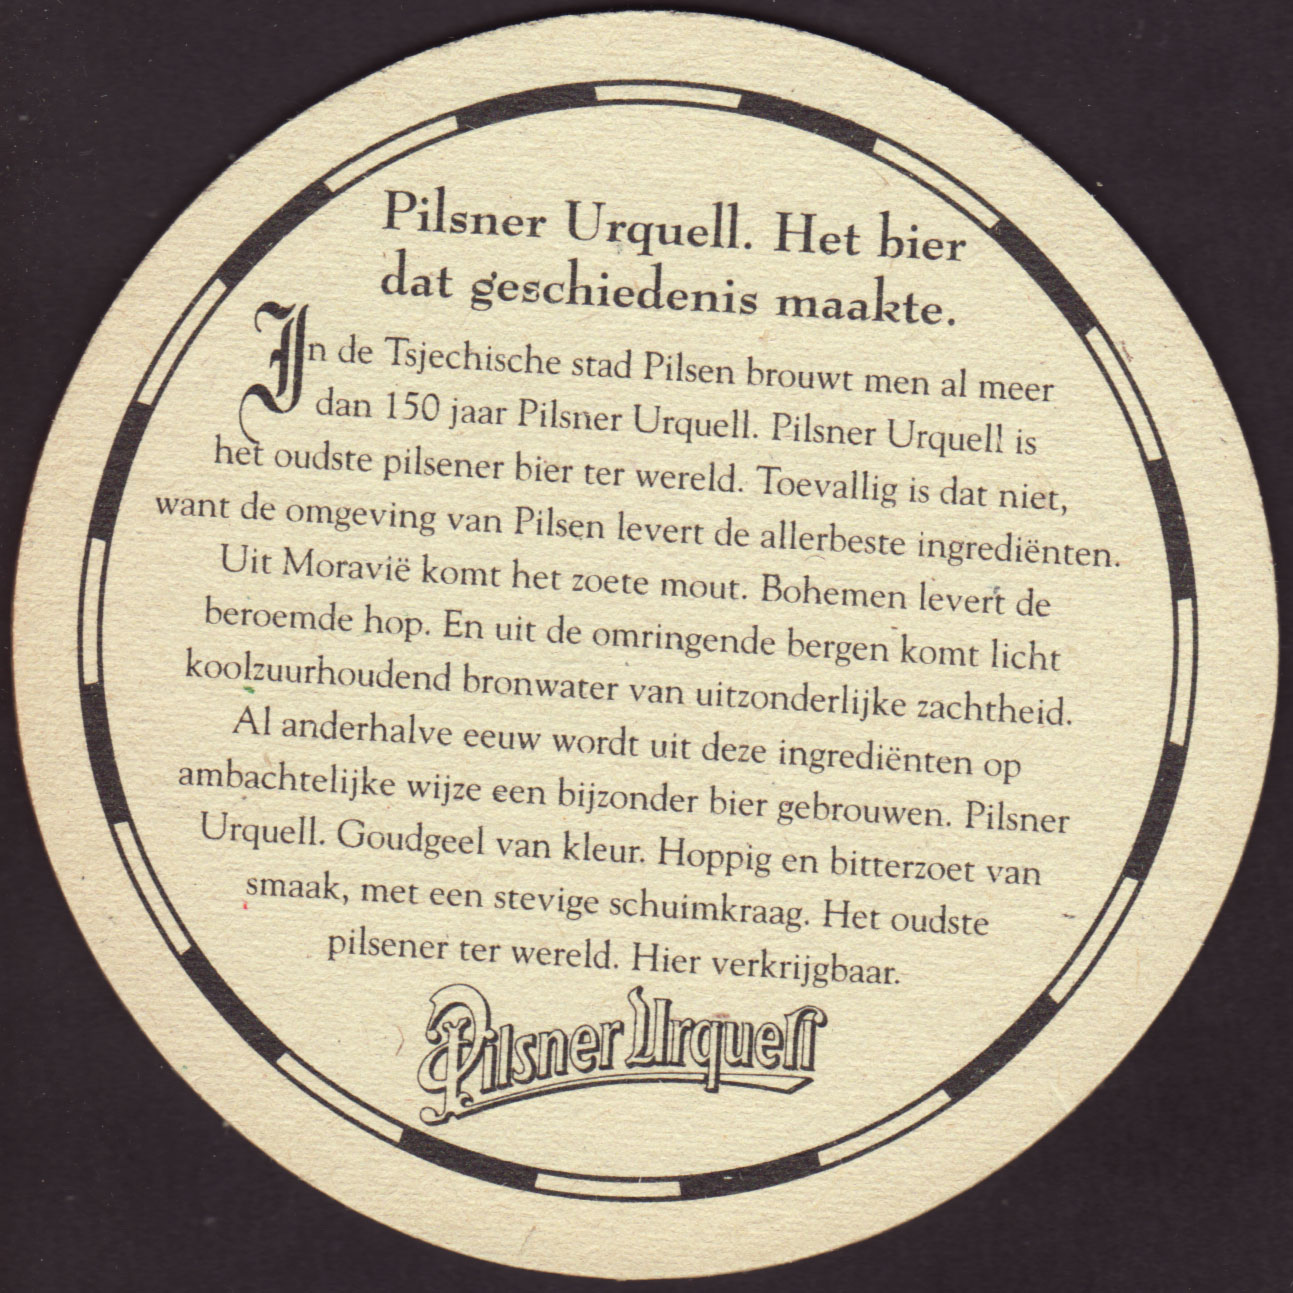 Pilsner Urquell. Het bier
dat geschiedenis maakte.
In de Tsjechische stad Pilsen brouwt men al meer
dan 150 jaar Pilsner Urquell. Pilsner Urquell is
het oudste pilsener bier ter wereld. Toevallig is dat niet,
want de omgeving van Pilsen levert de allerbeste ingrediënten.
Uit Moravië komt het zoete mout. Bohemen levert de
beroemde hop. En uit de omringende bergen komt licht
koolzuurhoudend bronwater van uitzonderlijke zachtheid.
Al anderhalve eeuw wordt uit deze ingrediënten op
ambachtelijke wijze een bijzonder bier gebrouwen. Pilsner
Urquell. Goudgeel van kleur. Hoppig en bitterzoet van
smaak, met een stevige schuimkraag. Het oudste
pilsener ter wereld. Hier verkrijgbaar.
Pilsner Urquell